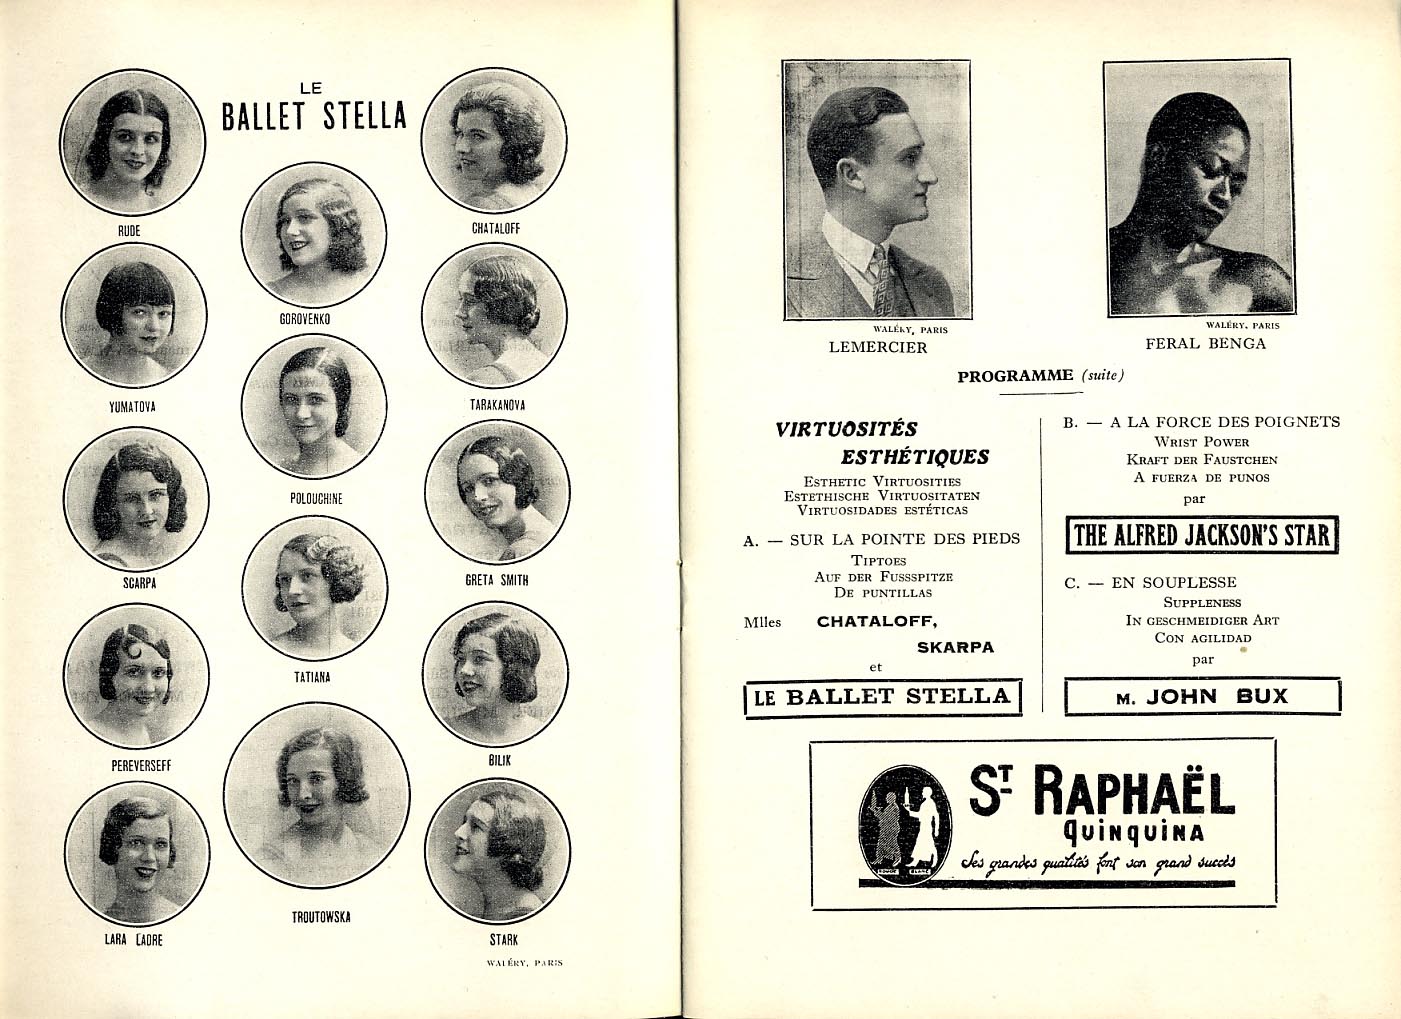 LE
BALLET STELLA
RUDE
CHATALOFF
GOROVENKO
YUMATOVA
TARAKANOVA
POLOUCHINE
SCARPA
GRETA SMITH
TATIANA
PEREVERSEFF
BILIK
TROUTOWSKA
LARA LADRE
STARK
WALÉRY, PARIS
WALÉRY, PARIS
LEMERCIER
WALÉRY, PARIS
FERAL BENGA
PROGRAMME (suite)
VIRTUOSITÉS
ESTHÉTIQUES
ESTHETIC VIRTUOSITIES
ESTETHISCHE VIRTUOSITATEN
VIRTUOSIDADES ESTÉTICAS
A. — SUR LA POINTE DES PIEDS
TIPTOES
AUF DER FUSSSPITZE
DE PUNTILLAS
Mlles CHATALOFF,
SKARPA
et
LE BALLET STELLA
B. — A LA FORCE DES POIGNETS
WRIST POWER
KRAFT DER FAUSTCHEN
A FUERZA DE PUNOS
par
THE ALFRED JACKSON'S STAR
C. — EN SOUPLESSE
SUPPLENESS
IN GESCHMEIDIGER ART
CON AGILIDAD
par
M. JOHN BUX
ST RAPHAËL
QUINQUINA
Ses grandes qualités font son grand succès
ROUGE BLANC